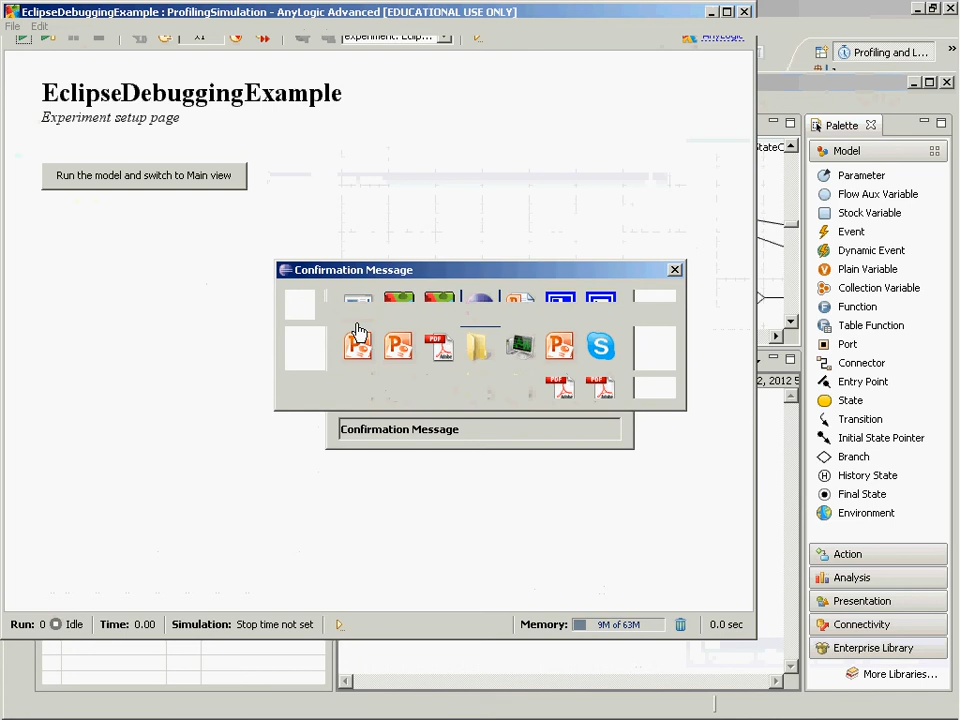 EclipseDebuggingExample : ProfilingSimulation - AnyLogic Advanced [EDUCATIONAL USE ONLY]
File Edit
AnyLogic
Profiling and L...
EclipseDebuggingExample
Experiment setup page
Run the model and switch to Main view
Confirmation Message
Confirmation Message
Palette
Model
Parameter
Flow Aux Variable
Stock Variable
Event
Dynamic Event
Plain Variable
Collection Variable
Function
Table Function
Port
Connector
Entry Point
State
Transition
Initial State Pointer
Branch
History State
Final State
Environment
Action
Analysis
Presentation
Connectivity
Enterprise Library
More Libraries...
2, 2012 5
Run: 0 Idle Time: 0.00 Simulation: Stop time not set Memory: 9M of 63M 0.0 sec